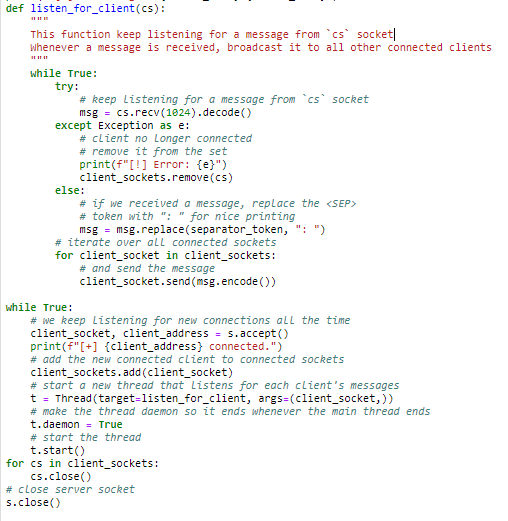 def listen_for_client(cs):
    """
    This function keep listening for a message from `cs` socket
    Whenever a message is received, broadcast it to all other connected clients
    """
    while True:
        try:
            # keep listening for a message from `cs` socket
            msg = cs.recv(1024).decode()
        except Exception as e:
            # client no longer connected
            # remove it from the set
            print(f"[!] Error: {e}")
            client_sockets.remove(cs)
        else:
            # if we received a message, replace the <SEP>
            # token with ": " for nice printing
            msg = msg.replace(separator_token, ": ")
        # iterate over all connected sockets
        for client_socket in client_sockets:
            # and send the message
            client_socket.send(msg.encode())

while True:
    # we keep listening for new connections all the time
    client_socket, client_address = s.accept()
    print(f"[+] {client_address} connected.")
    # add the new connected client to connected sockets
    client_sockets.add(client_socket)
    # start a new thread that listens for each client's messages
    t = Thread(target=listen_for_client, args=(client_socket,))
    # make the thread daemon so it ends whenever the main thread ends
    t.daemon = True
    # start the thread
    t.start()
for cs in client_sockets:
    cs.close()
# close server socket
s.close()